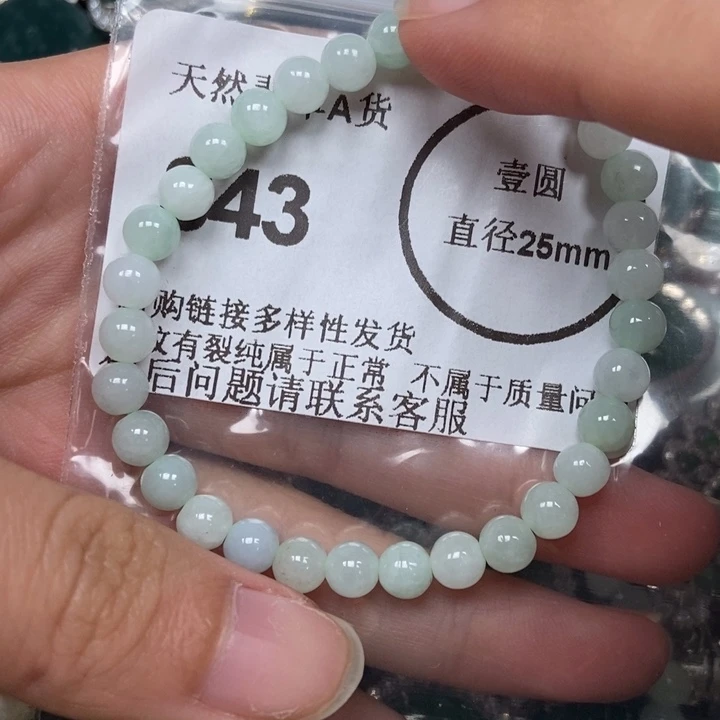 天然 A货
43
壹圆
直径25mm
购链接多样性发货
纹有裂纯属于正常 不属于质量问
后问题请联系客服